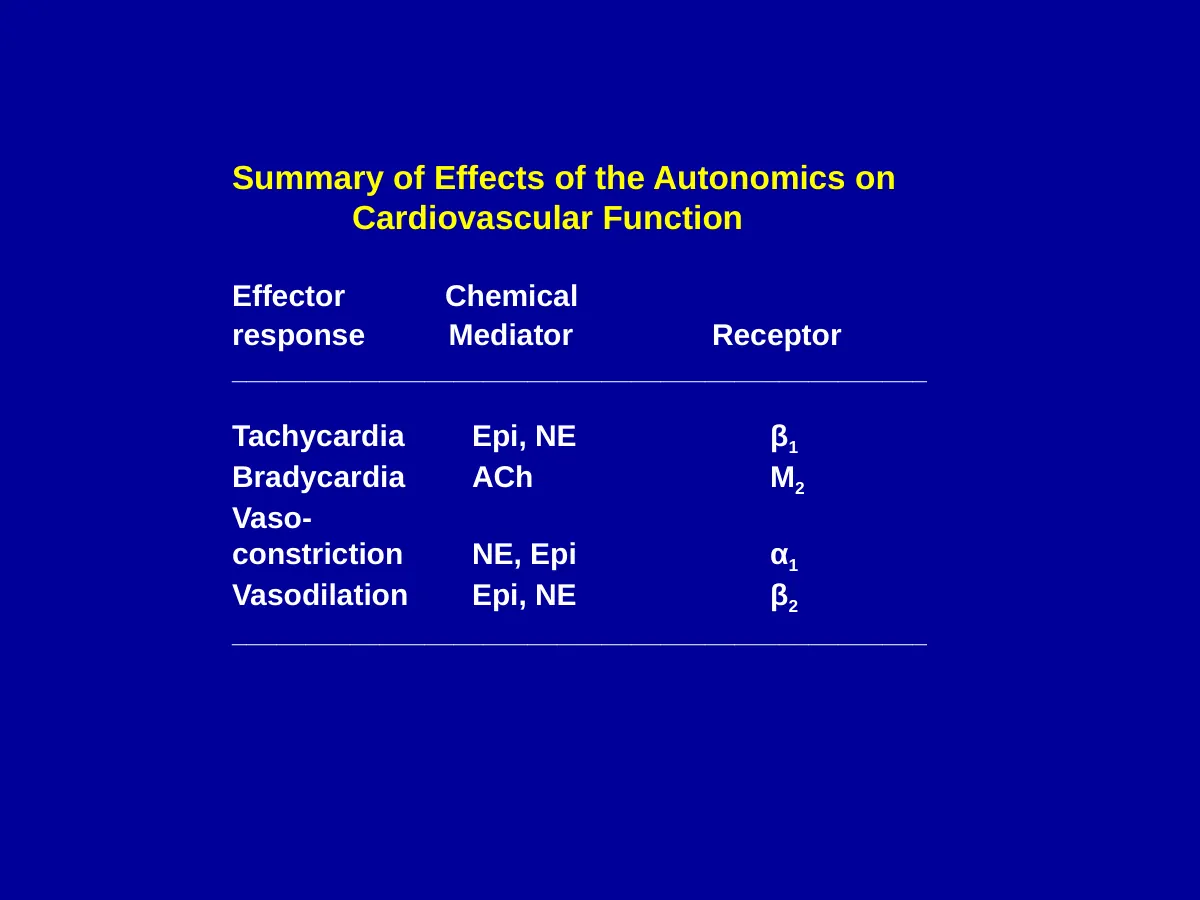 Summary of Effects of the Autonomics on
Cardiovascular Function
Effector Chemical
response Mediator Receptor
Tachycardia Epi, NE β₁
Bradycardia ACh M₂
Vaso-
constriction NE, Epi α₁
Vasodilation Epi, NE β₂